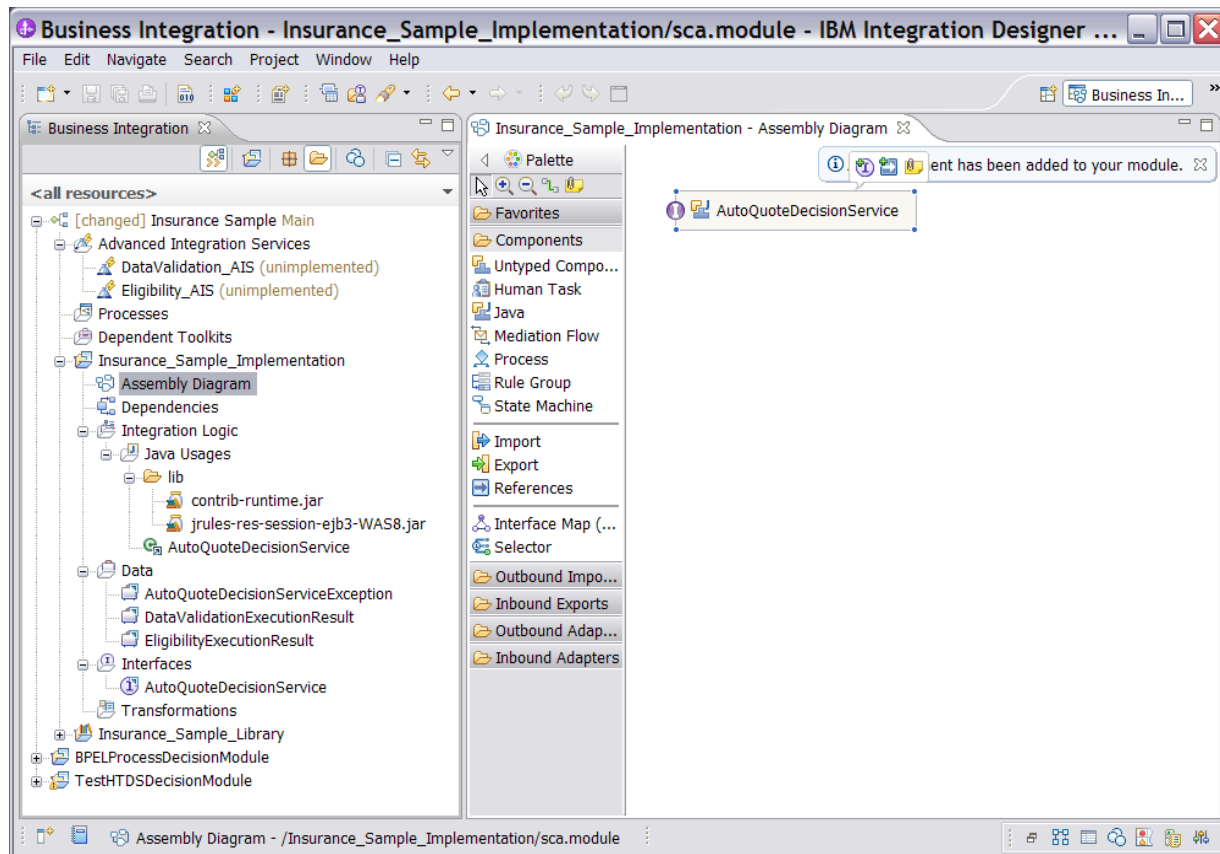 Business Integration - Insurance_Sample_Implementation/sca.module - IBM Integration Designer ...
File Edit Navigate Search Project Window Help
Business In...
»
Business Integration
<all resources>
[changed] Insurance Sample Main
Advanced Integration Services
DataValidation_AIS (unimplemented)
Eligibility_AIS (unimplemented)
Processes
Dependent Toolkits
Insurance_Sample_Implementation
Assembly Diagram
Dependencies
Integration Logic
Java Usages
lib
contrib-runtime.jar
jrules-res-session-ejb3-WAS8.jar
AutoQuoteDecisionService
Data
AutoQuoteDecisionServiceException
DataValidationExecutionResult
EligibilityExecutionResult
Interfaces
AutoQuoteDecisionService
Transformations
Insurance_Sample_Library
BPELProcessDecisionModule
TestHTDSDecisionModule
Insurance_Sample_Implementation - Assembly Diagram
Palette
Favorites
Components
Untyped Compo...
Human Task
Java
Mediation Flow
Process
Rule Group
State Machine
Import
Export
References
Interface Map (...
Selector
Outbound Impo...
Inbound Exports
Outbound Adap...
Inbound Adapters
ent has been added to your module.
AutoQuoteDecisionService
Assembly Diagram - /Insurance_Sample_Implementation/sca.module